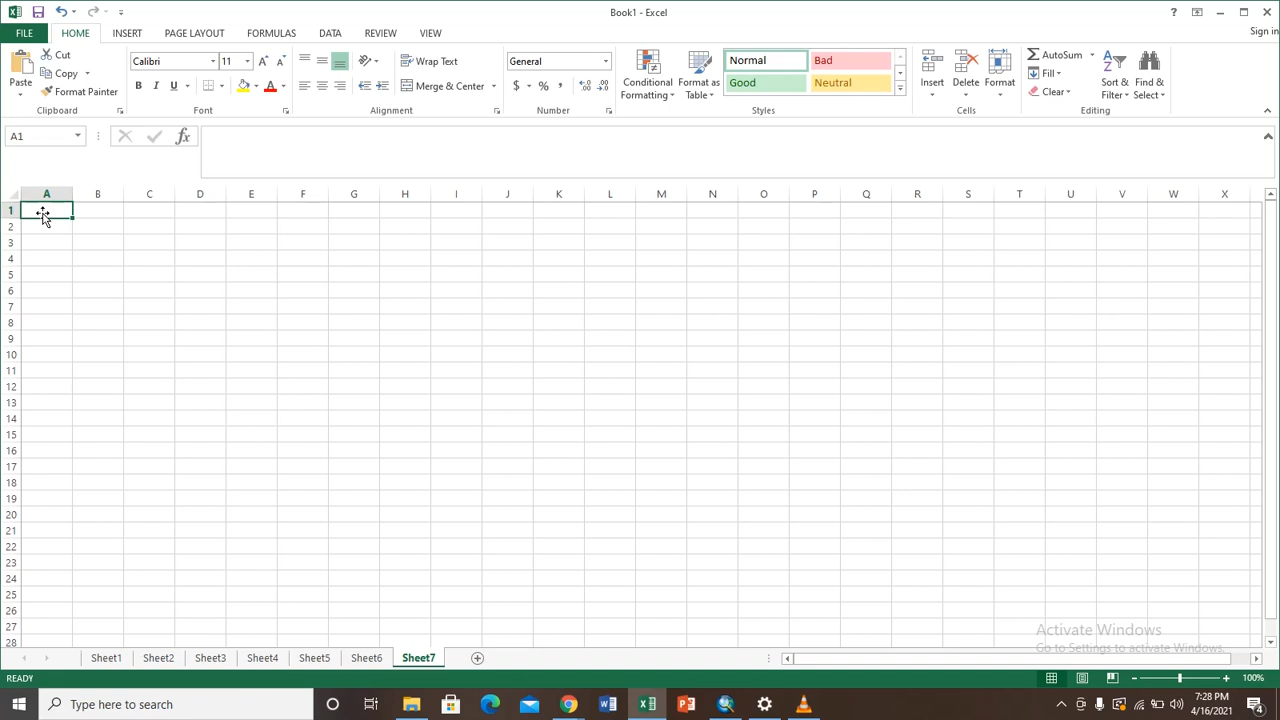 Book1 - Excel
?
FILE HOME INSERT PAGE LAYOUT FORMULAS DATA REVIEW VIEW
Sign in
Paste
Cut
Copy
Format Painter
Clipboard
Calibri 11
B I U
Font
Wrap Text
Merge & Center
Alignment
General
$ % ,
Number
Conditional Formatting
Format as Table
Normal Bad
Good Neutral
Styles
Insert Delete Format
Cells
AutoSum
Fill
Clear
Sort & Filter
Find & Select
Editing
A1
fx
A B C D E F G H I J K L M N O P Q R S T U V W X
1
2
3
4
5
6
7
8
9
10
11
12
13
14
15
16
17
18
19
20
21
22
23
24
25
26
27
28
Activate Windows
Go to Settings to activate Windows.
Sheet1 Sheet2 Sheet3 Sheet4 Sheet5 Sheet6 Sheet7
READY
100%
Type here to search
7:28 PM
4/16/2021
4